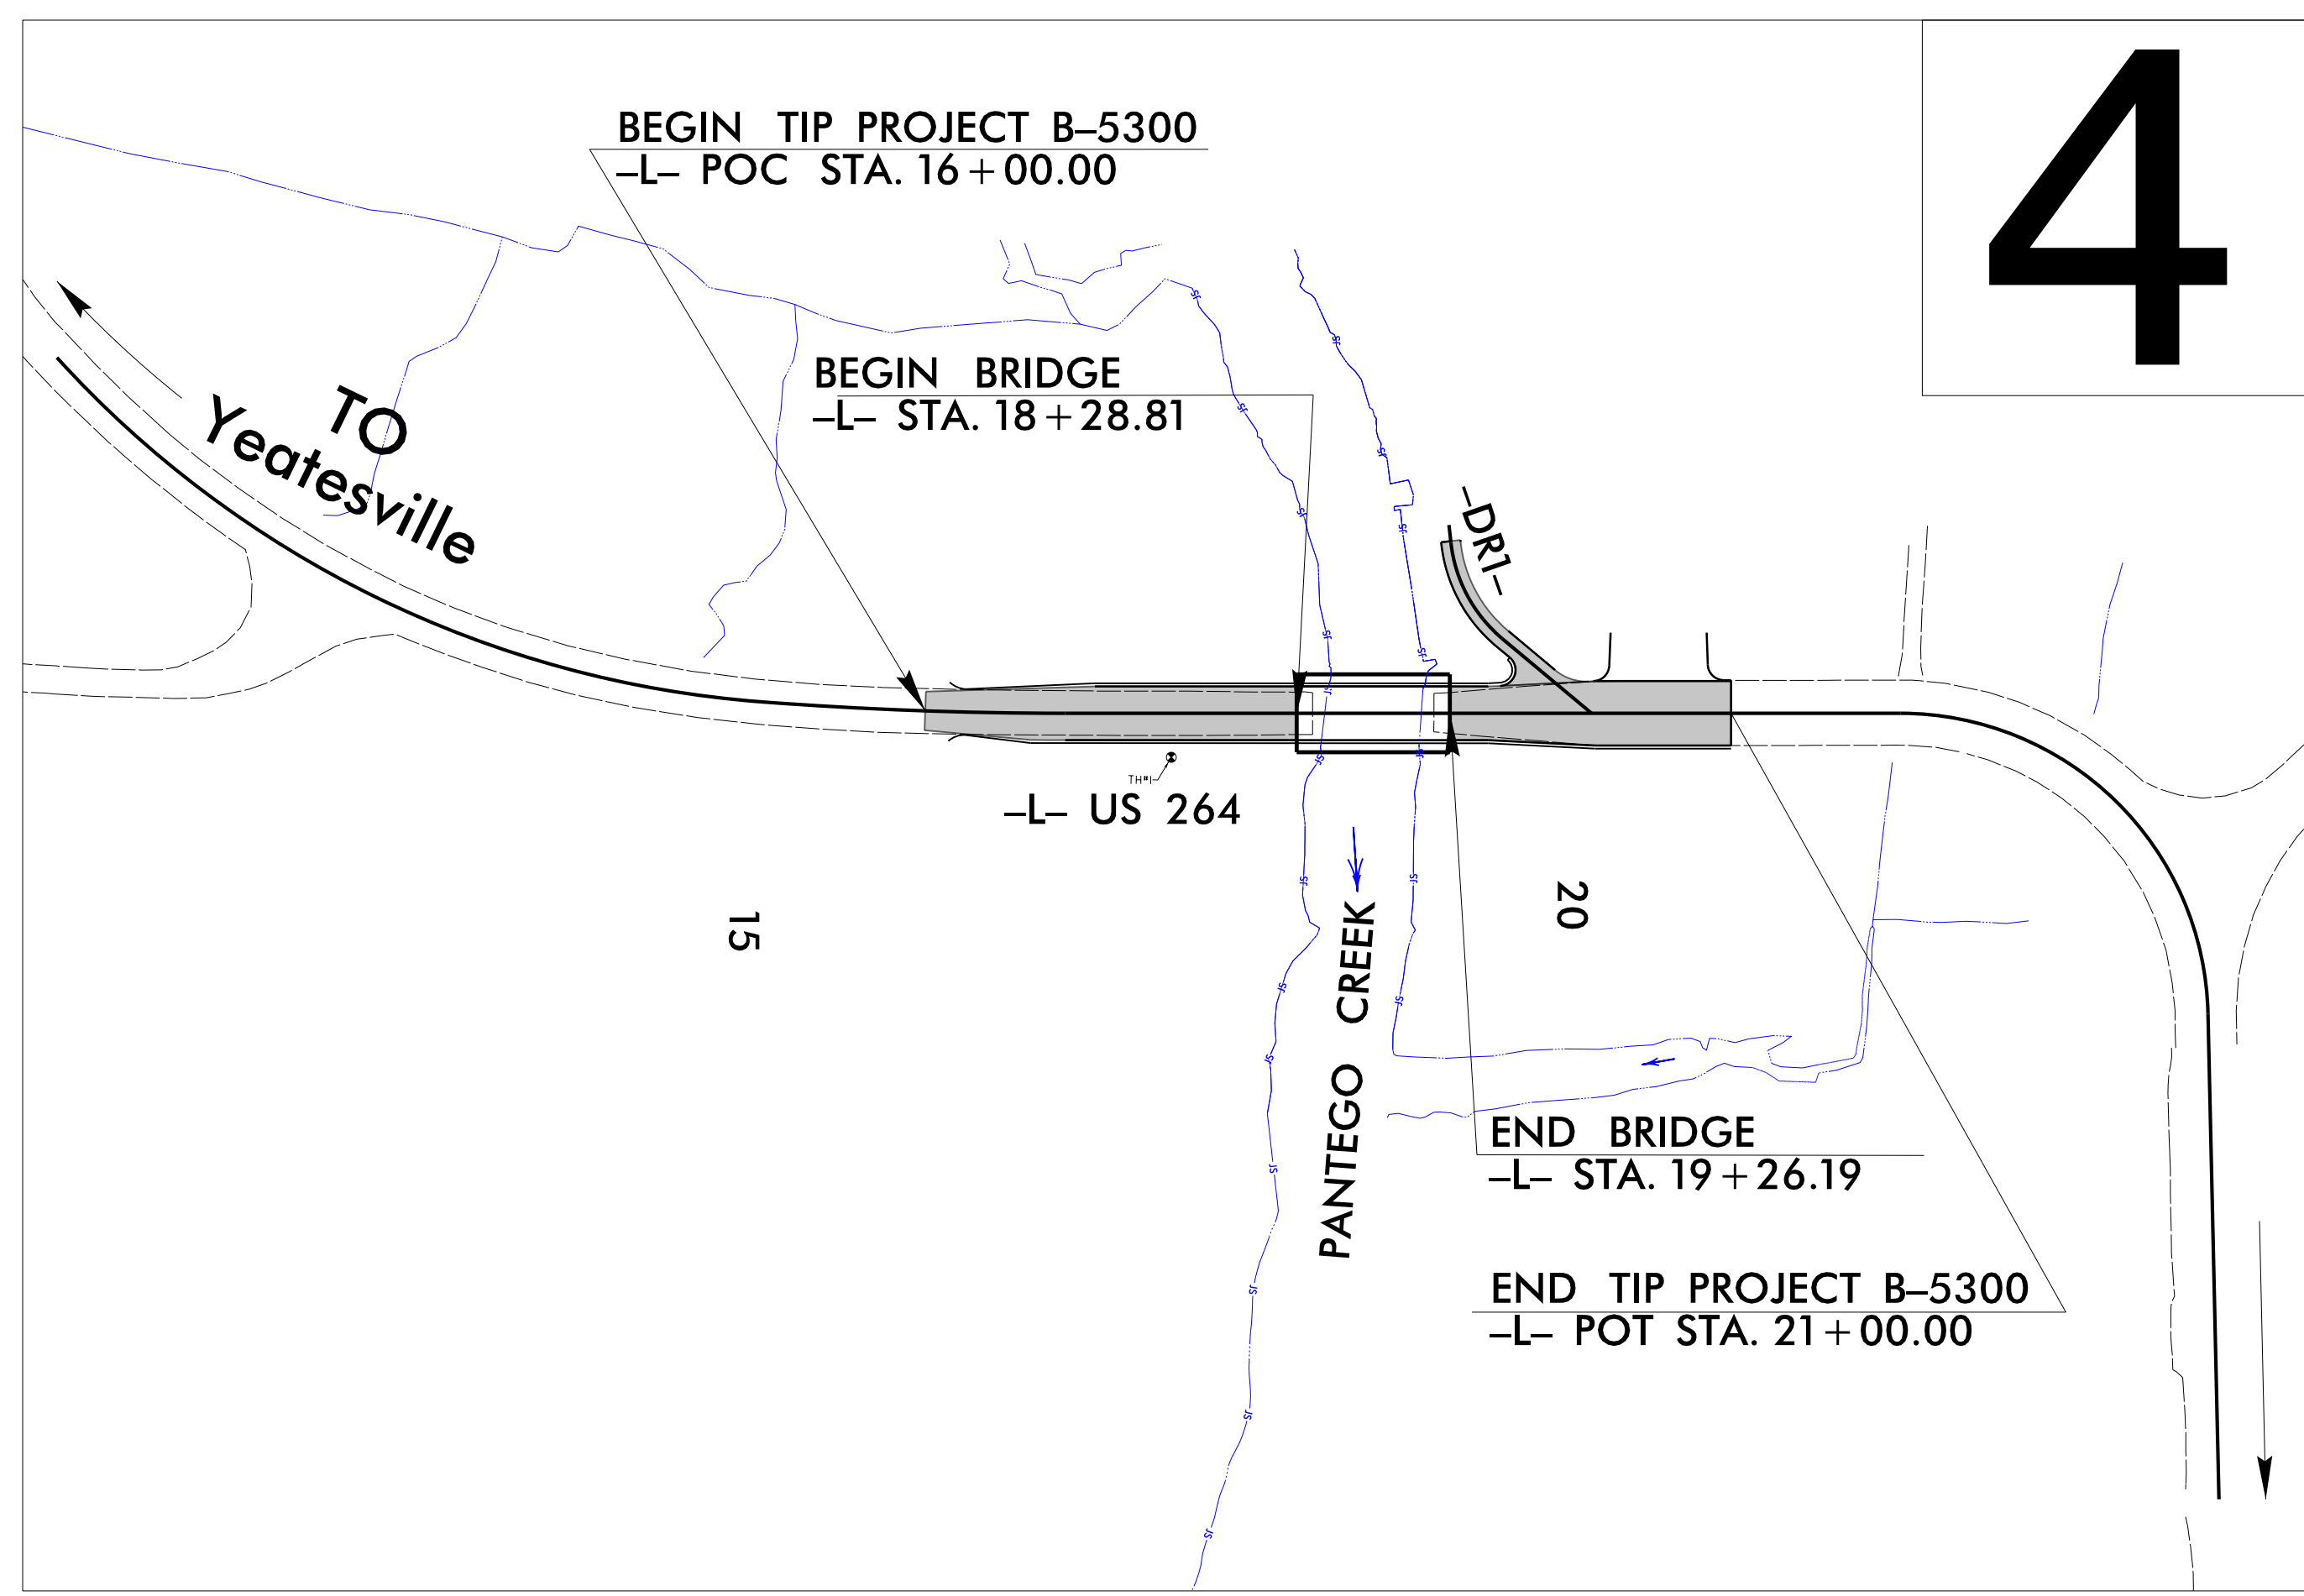 4
BEGIN TIP PROJECT B–5300
–L– POC STA. 16+00.00
BEGIN BRIDGE
–L– STA. 18+28.81
TO
Yeatesville
–DR1–
–L– US 264
15
20
PANTEGO CREEK
END BRIDGE
–L– STA. 19+26.19
END TIP PROJECT B–5300
–L– POT STA. 21+00.00